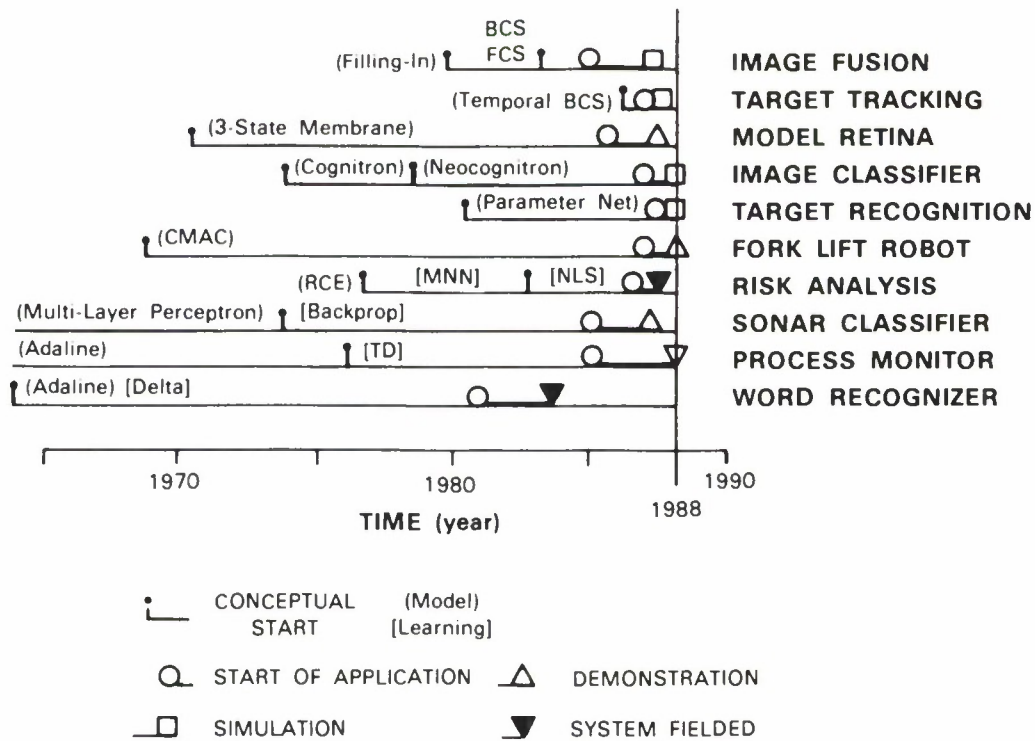 BCS
(Filling-In) FCS IMAGE FUSION
(Temporal BCS) TARGET TRACKING
(3-State Membrane) MODEL RETINA
(Cognitron) (Neocognitron) IMAGE CLASSIFIER
(Parameter Net) TARGET RECOGNITION
(CMAC) FORK LIFT ROBOT
(RCE) [MNN] [NLS] RISK ANALYSIS
(Multi-Layer Perceptron) [Backprop] SONAR CLASSIFIER
(Adaline) [TD] PROCESS MONITOR
(Adaline) [Delta] WORD RECOGNIZER
1970 1980 1990
1988
TIME (year)
CONCEPTUAL (Model)
START [Learning]
START OF APPLICATION DEMONSTRATION
SIMULATION SYSTEM FIELDED